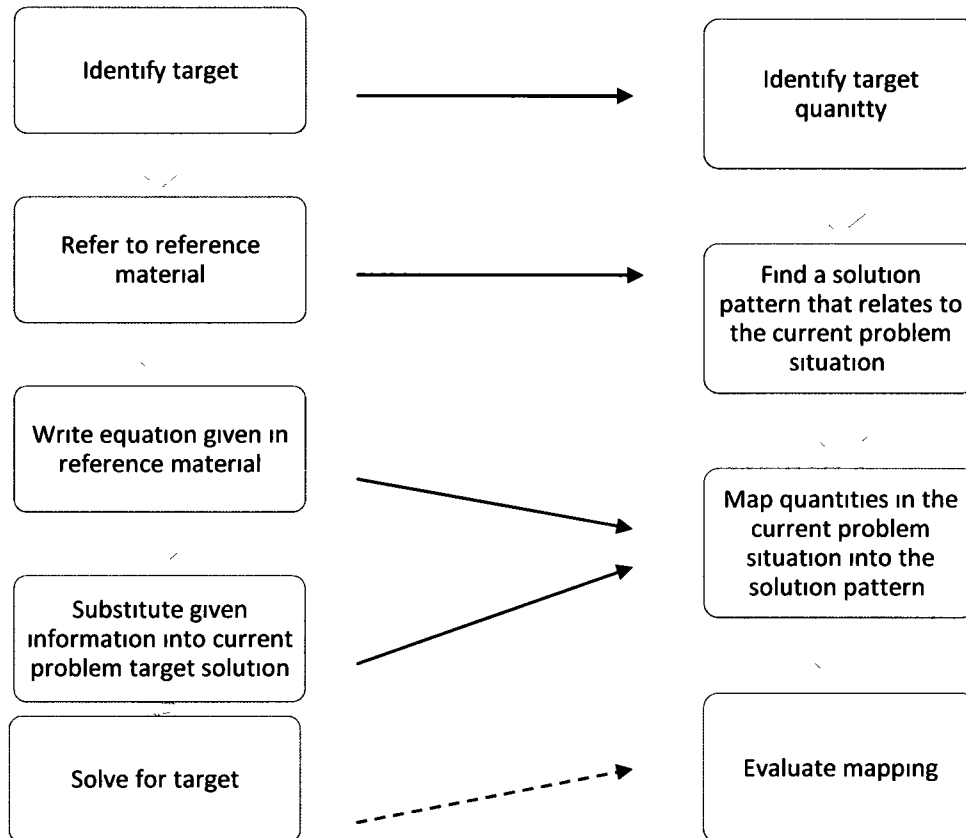 Identify target
Refer to reference
material
Write equation given in
reference material
Substitute given
information into current
problem target solution
Solve for target
Identify target
quanitty
Find a solution
pattern that relates to
the current problem
situation
Map quantities in the
current problem
situation into the
solution pattern
Evaluate mapping